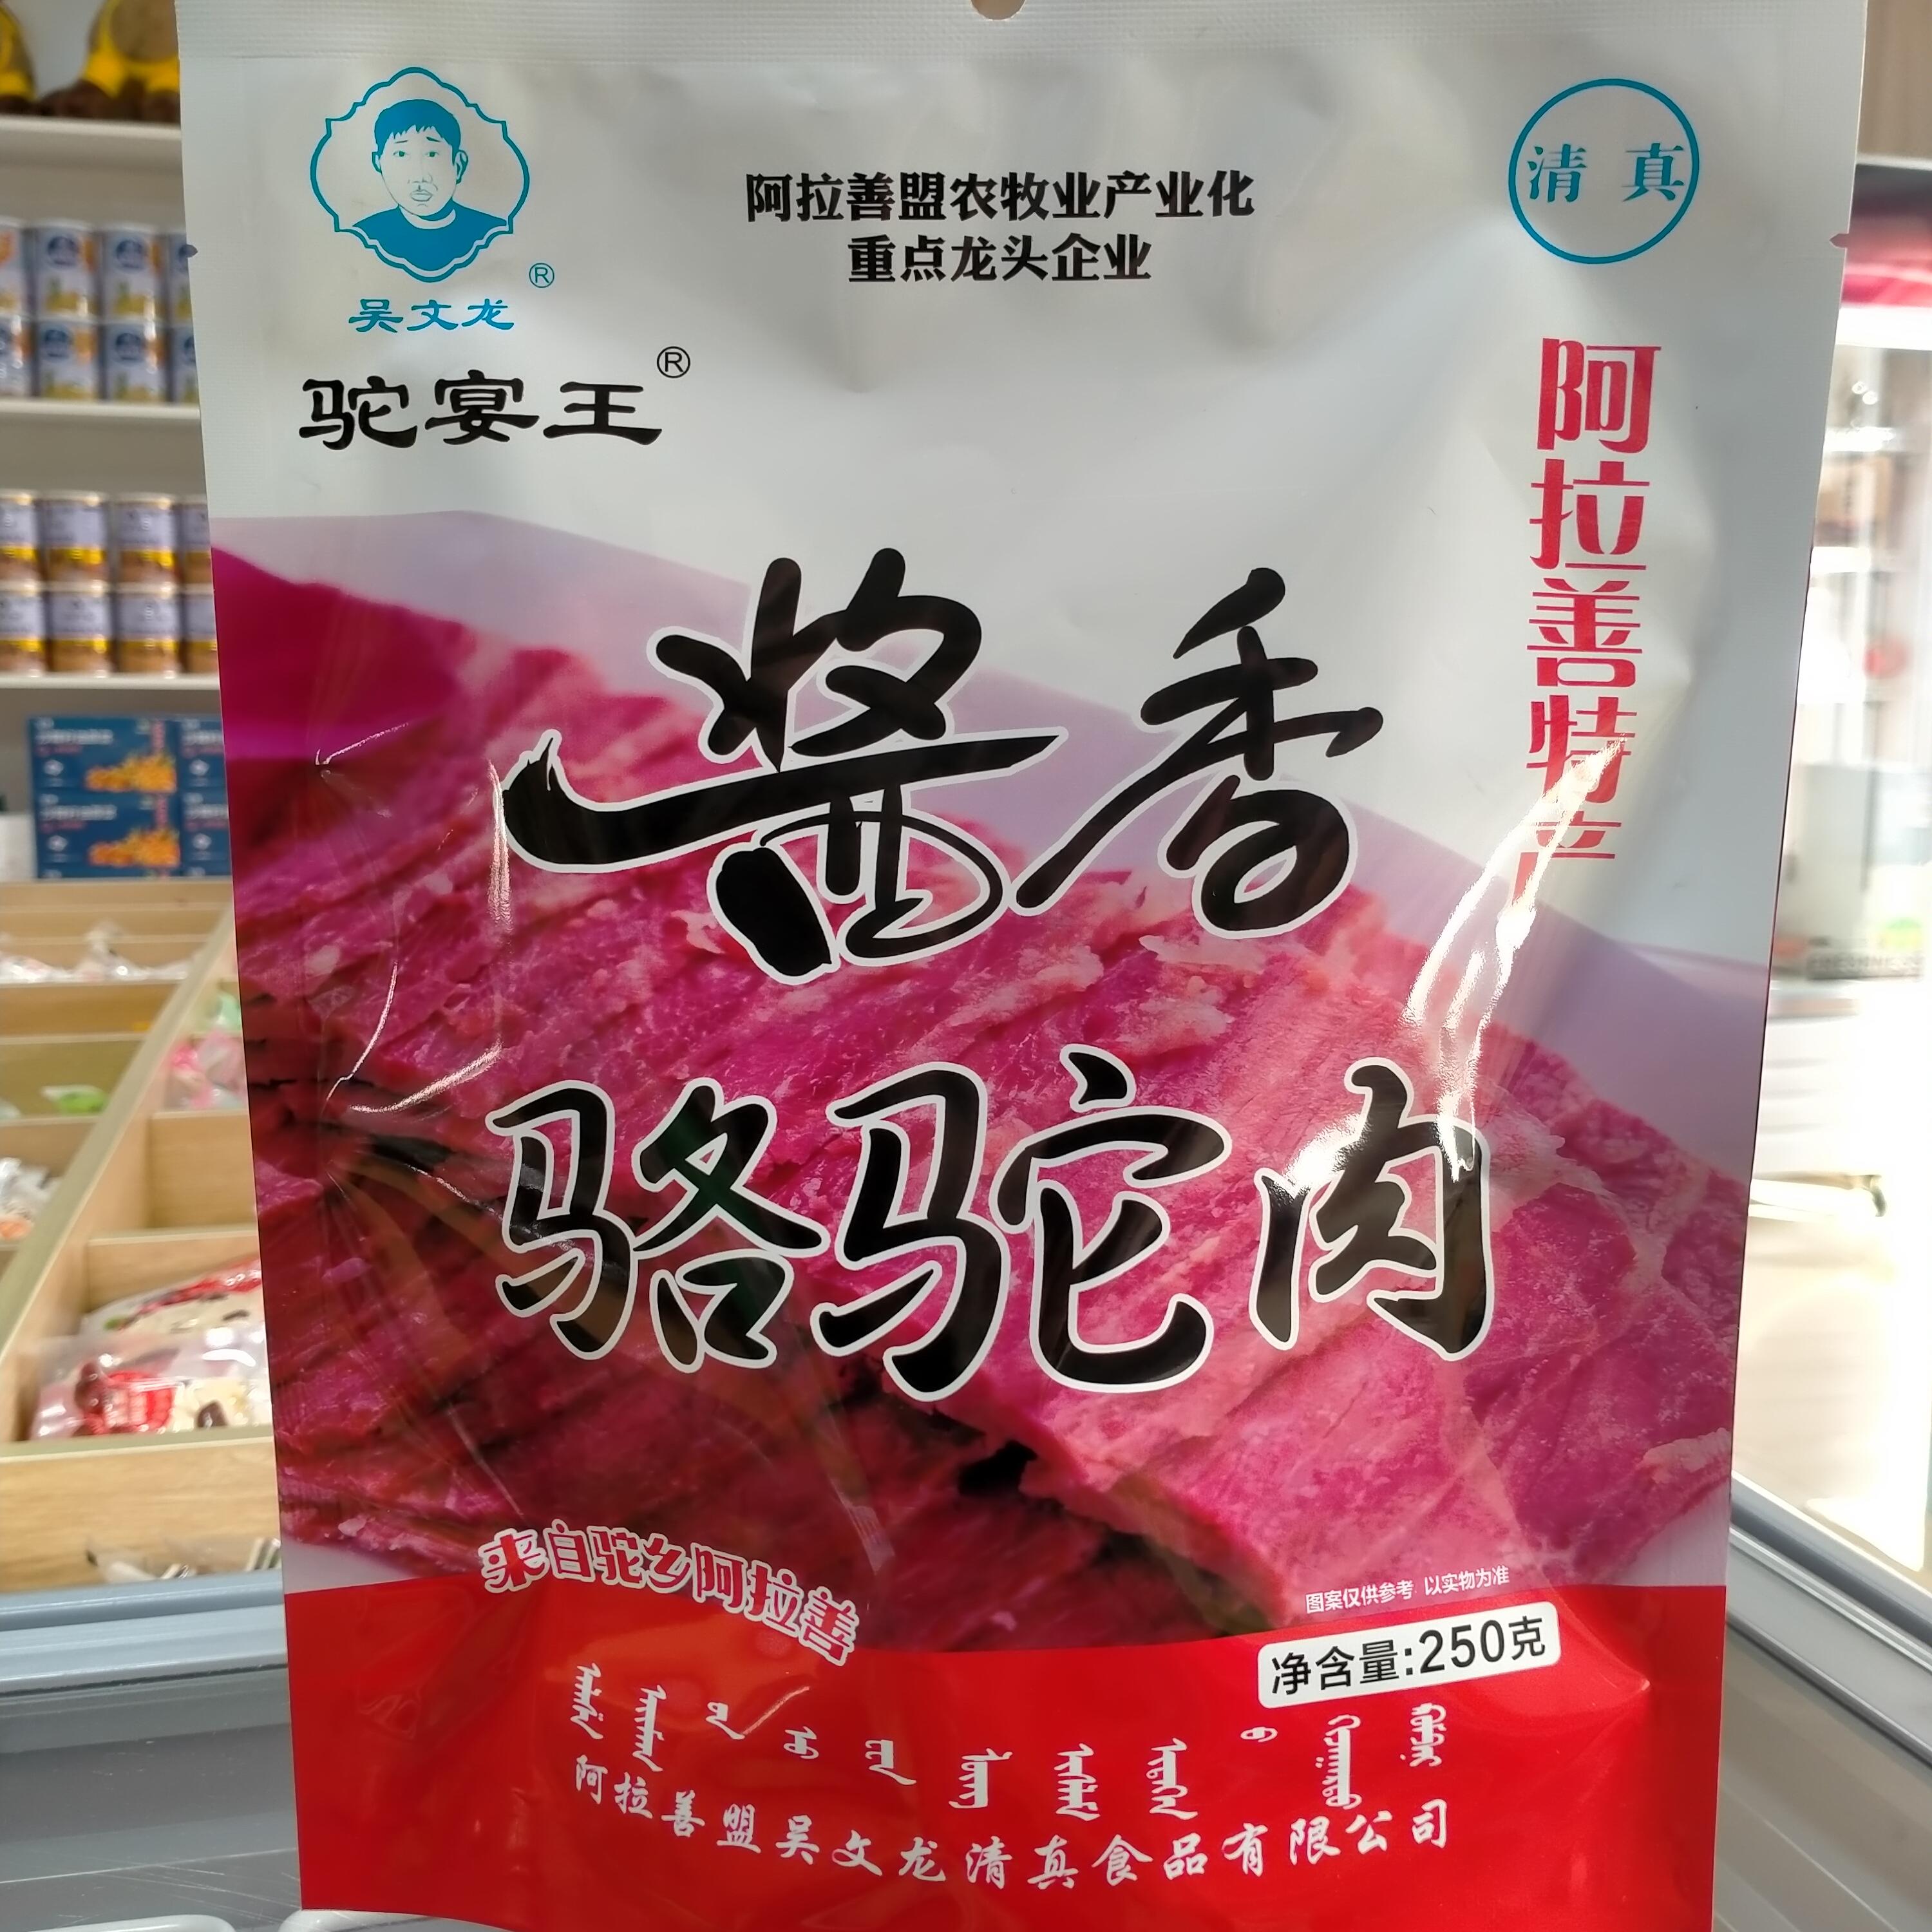 吴文龙
®
驼宴王®
阿拉善盟农牧业产业化
重点龙头企业
清 真
阿拉善特产
酱香
骆驼肉
来自驼乡阿拉善
图案仅供参考 以实物为准
净含量:250克
阿拉善盟吴文龙清真食品有限公司